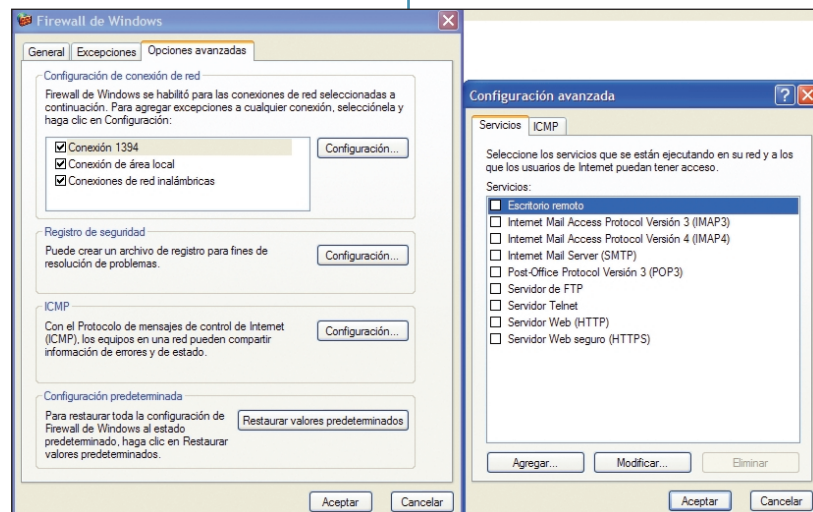 Firewall de Windows
General
Excepciones
Opciones avanzadas
Configuración de conexión de red
Firewall de Windows se habilitó para las conexiones de red seleccionadas a
continuación. Para agregar excepciones a cualquier conexión, selecciónela y
haga clic en Configuración:
Conexión 1394
Conexión de área local
Conexiones de red inalámbricas
Configuración...
Registro de seguridad
Puede crear un archivo de registro para fines de
resolución de problemas.
Configuración...
ICMP
Con el Protocolo de mensajes de control de Internet
(ICMP), los equipos en una red pueden compartir
información de errores y de estado.
Configuración...
Configuración predeterminada
Para restaurar toda la configuración de
Firewall de Windows al estado
predeterminado, haga clic en Restaurar
valores predeterminados.
Restaurar valores predeterminados
Aceptar
Cancelar
Configuración avanzada
Servicios
ICMP
Seleccione los servicios que se están ejecutando en su red y a los
que los usuarios de Internet puedan tener acceso.
Servicios:
Escritorio remoto
Internet Mail Access Protocol Versión 3 (IMAP3)
Internet Mail Access Protocol Versión 4 (IMAP4)
Internet Mail Server (SMTP)
Post-Office Protocol Versión 3 (POP3)
Servidor de FTP
Servidor Telnet
Servidor Web (HTTP)
Servidor Web seguro (HTTPS)
Agregar...
Modificar...
Eliminar
Aceptar
Cancelar